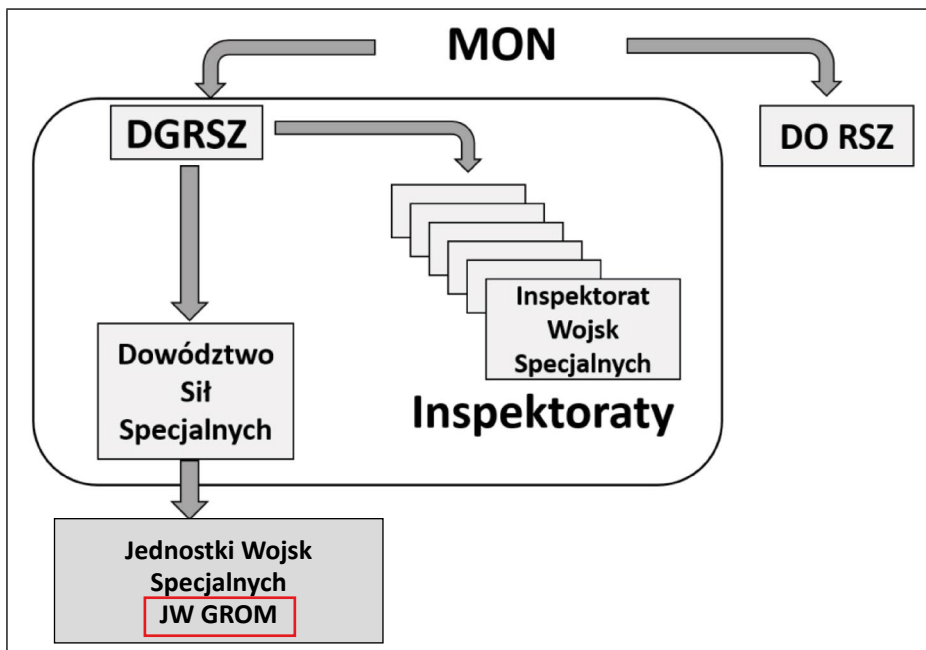 MON
DGRSZ
DO RSZ
Inspektorat
Wojsk
Specjalnych
Inspektoraty
Dowództwo
Sił
Specjalnych
Jednostki Wojsk
Specjalnych
JW GROM